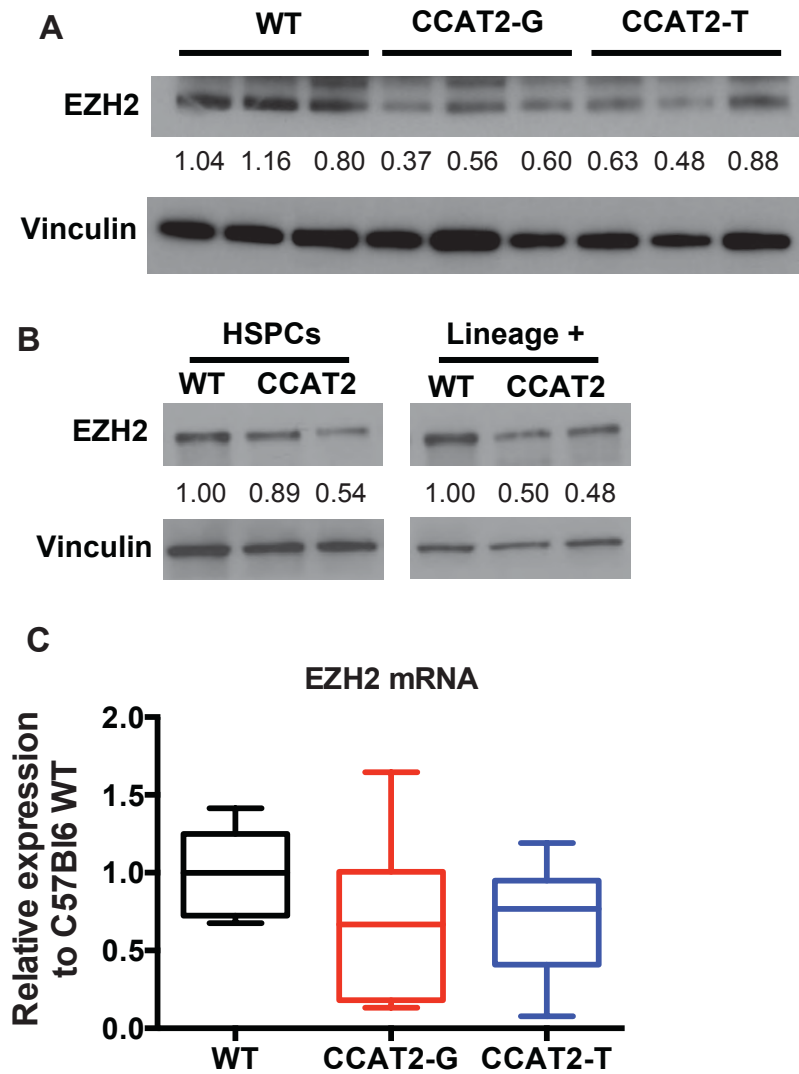 A
WT CCAT2-G CCAT2-T
EZH2
1.04 1.16 0.80 0.37 0.56 0.60 0.63 0.48 0.88
Vinculin
B
HSPCs Lineage +
WT CCAT2 WT CCAT2
EZH2
1.00 0.89 0.54 1.00 0.50 0.48
Vinculin
C
EZH2 mRNA
Relative expression
to C57Bl6 WT
2.0
1.5
1.0
0.5
0.0
WT CCAT2-G CCAT2-T